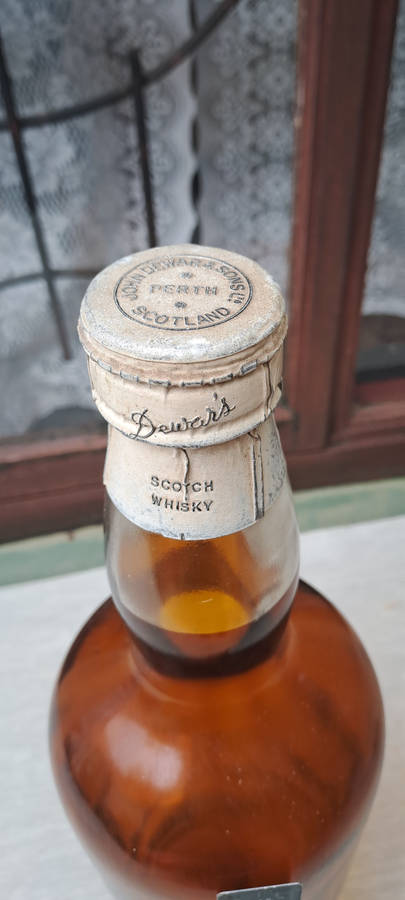 JOHN DEWAR & SONS LTD
PERTH
SCOTLAND
Dewar's
SCOTCH
WHISKY